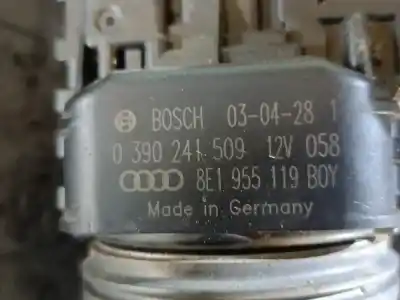 BOSCH 03-04-28 1
0 390 241 509 12V 058
8E1 955 119 BOY
Made in Germany